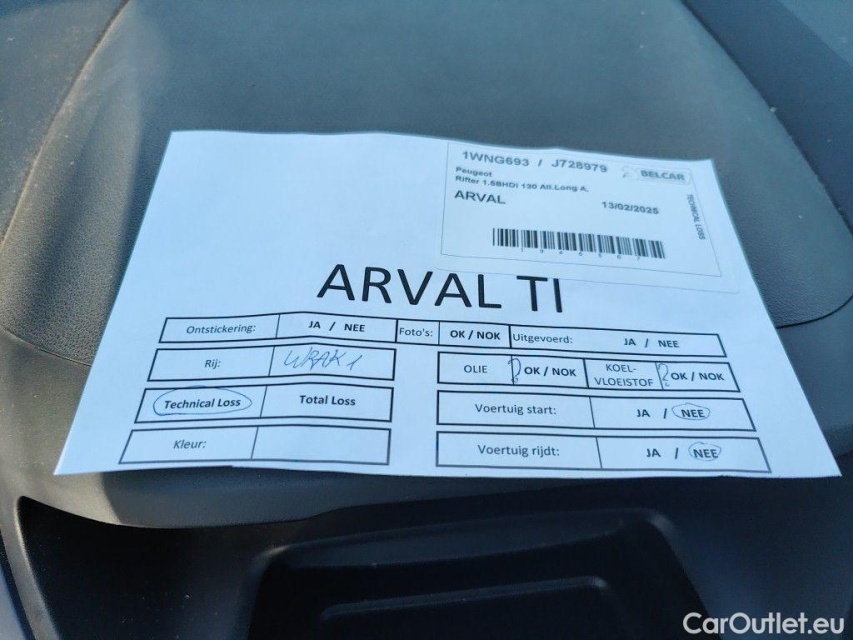 1WNG693 / J728979
BELCAR
Peugeot
Rifter 1.5BHDi 130 All.Long A.
ARVAL
13/02/2025
TECHNICAL LOSS
ARVAL TI
Ontstickering: JA / NEE Foto's: OK / NOK Uitgevoerd: JA / NEE
Rij: WRAK 1
OLIE ? OK / NOK KOEL-
VLOEISTOF ? OK / NOK
Technical Loss Total Loss
Voertuig start: JA / NEE
Kleur:
Voertuig rijdt: JA / NEE
CarOutlet.eu